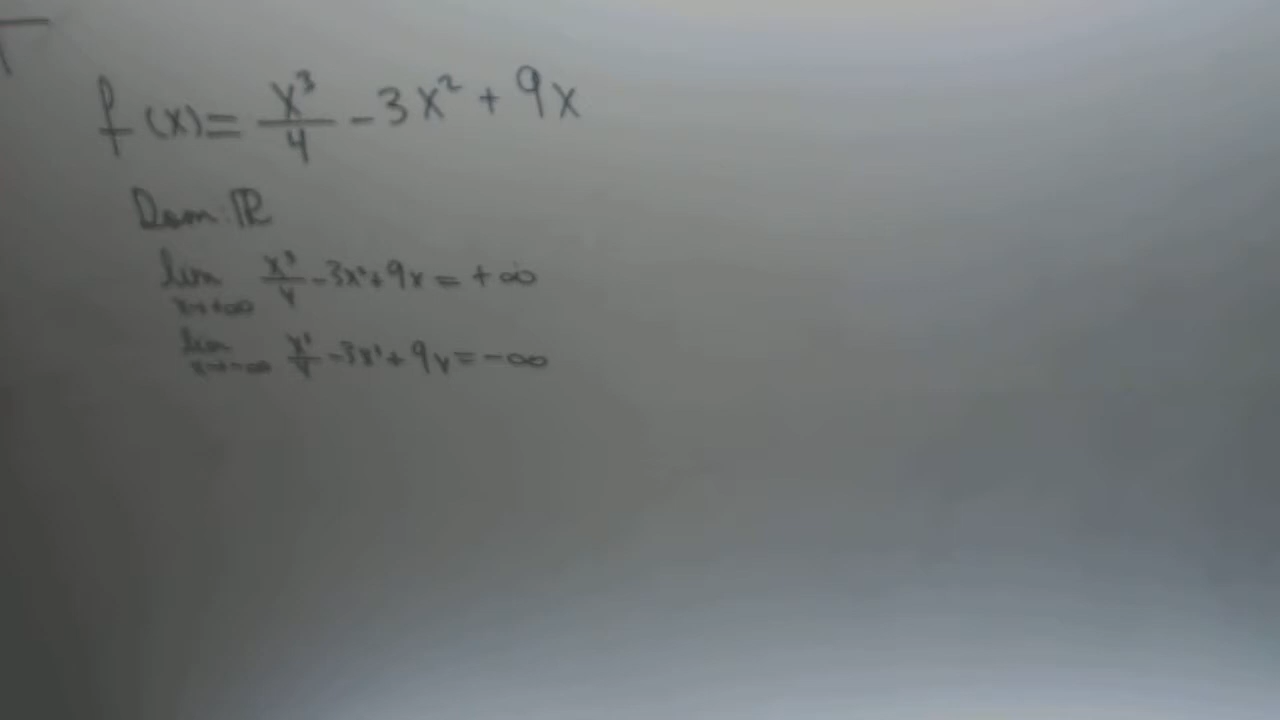 f(x) = x³/4 - 3x² + 9x
Dom: ℝ
lim x→+∞ x³/4 - 3x² + 9x = +∞
lim x→-∞ x³/4 - 3x² + 9x = -∞